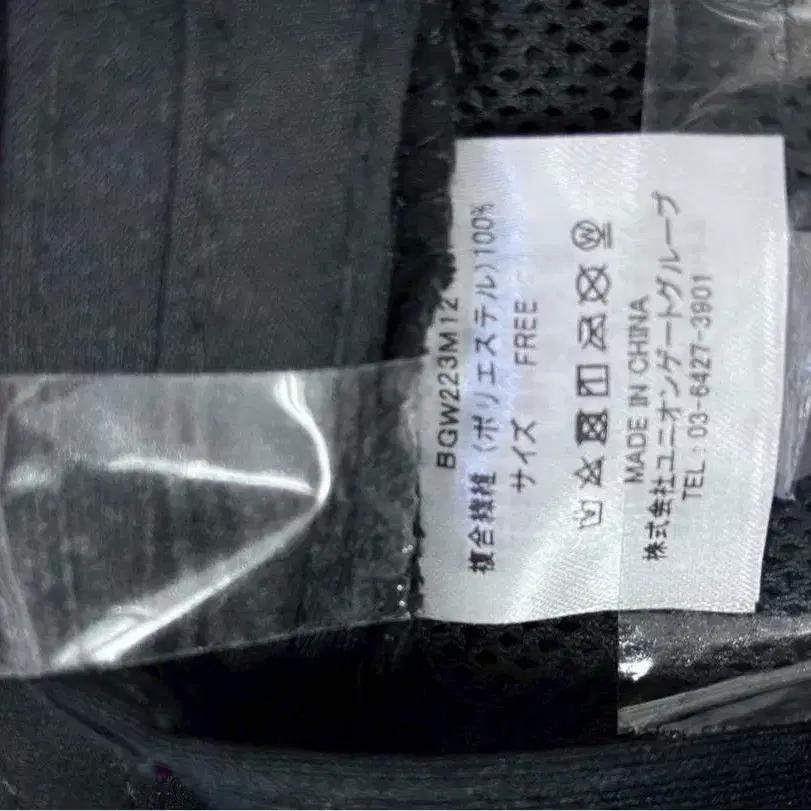 BGW223M12
複合繊維(ポリエステル)100%
サイズ FREE
MADE IN CHINA
株式会社ユニオンゲートグループ
TEL:03-6427-3901